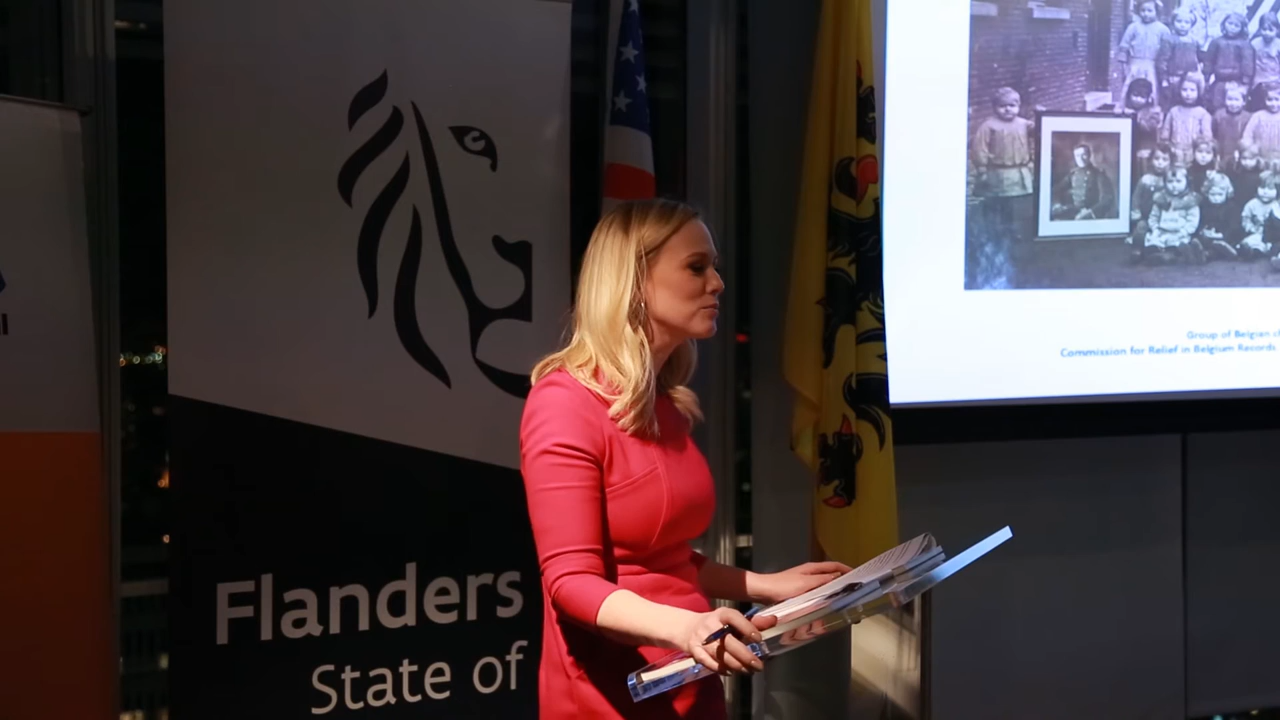 Flanders
State of
Group of Belgian
Commission for Relief in Belgium Records